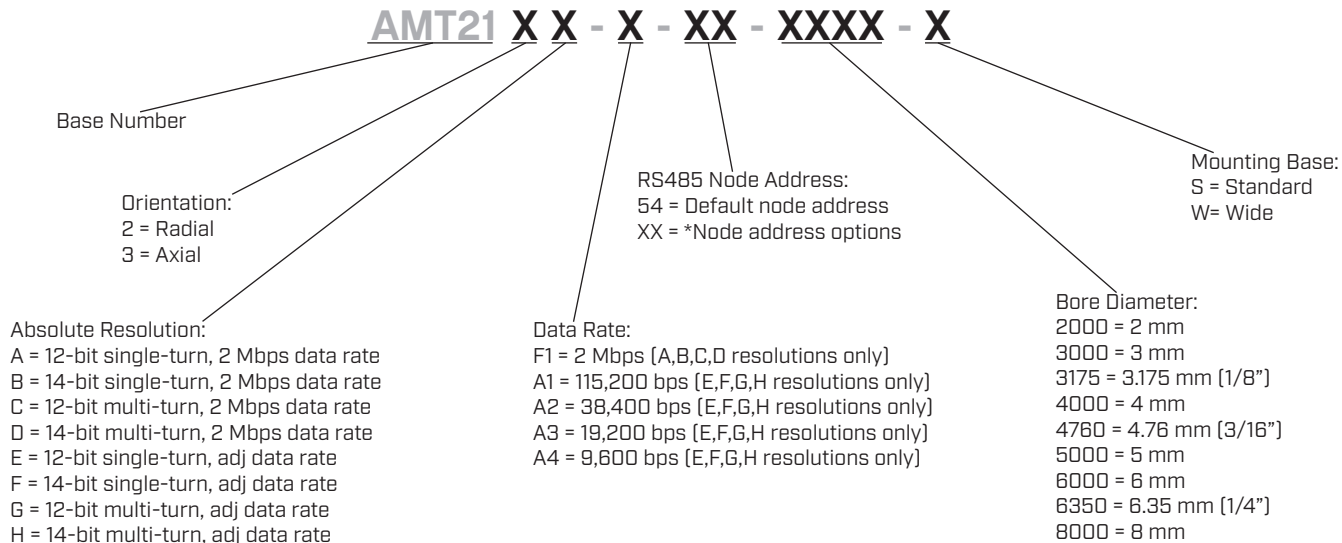 AMT21 X X - X - XX - XXXX - X
Base Number
Orientation:
2 = Radial
3 = Axial
RS485 Node Address:
54 = Default node address
XX = *Node address options
Mounting Base:
S = Standard
W= Wide
Absolute Resolution:
A = 12-bit single-turn, 2 Mbps data rate
B = 14-bit single-turn, 2 Mbps data rate
C = 12-bit multi-turn, 2 Mbps data rate
D = 14-bit multi-turn, 2 Mbps data rate
E = 12-bit single-turn, adj data rate
F = 14-bit single-turn, adj data rate
G = 12-bit multi-turn, adj data rate
H = 14-bit multi-turn, adj data rate
Data Rate:
F1 = 2 Mbps (A,B,C,D resolutions only)
A1 = 115,200 bps (E,F,G,H resolutions only)
A2 = 38,400 bps (E,F,G,H resolutions only)
A3 = 19,200 bps (E,F,G,H resolutions only)
A4 = 9,600 bps (E,F,G,H resolutions only)
Bore Diameter:
2000 = 2 mm
3000 = 3 mm
3175 = 3.175 mm (1/8”)
4000 = 4 mm
4760 = 4.76 mm (3/16”)
5000 = 5 mm
6000 = 6 mm
6350 = 6.35 mm (1/4”)
8000 = 8 mm